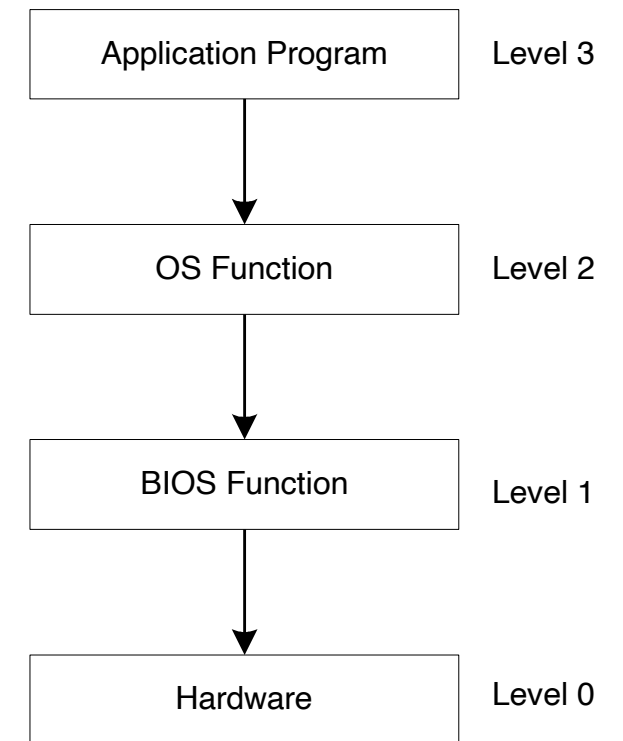 Application Program Level 3
OS Function Level 2
BIOS Function Level 1
Hardware Level 0